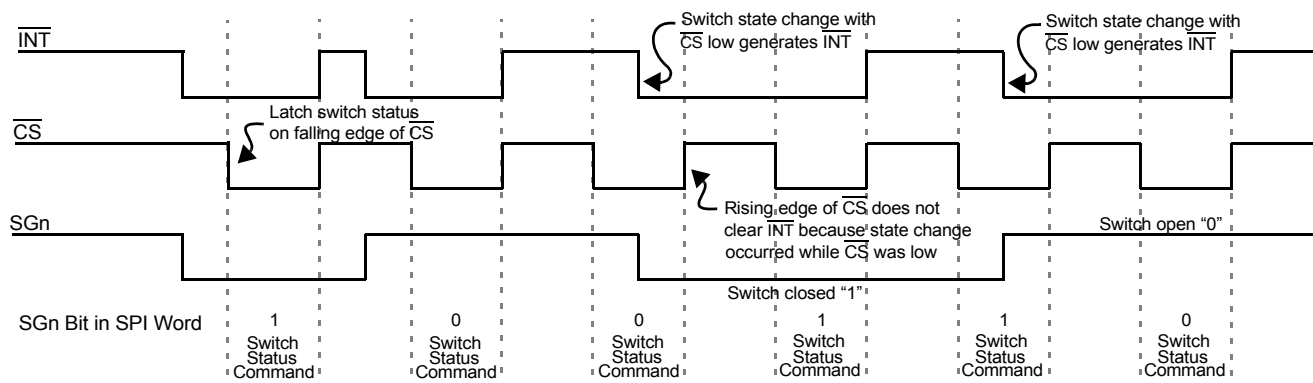 Switch state change with
CS low generates INT
Switch state change with
CS low generates INT
INT
Latch switch status
on falling edge of CS
CS
Rising edge of CS does not
clear INT because state change
occurred while CS was low
SGn
Switch open “0”
Switch closed “1”
SGn Bit in SPI Word
1
0
0
1
1
0
Switch
Status
Command
Switch
Status
Command
Switch
Status
Command
Switch
Status
Command
Switch
Status
Command
Switch
Status
Command